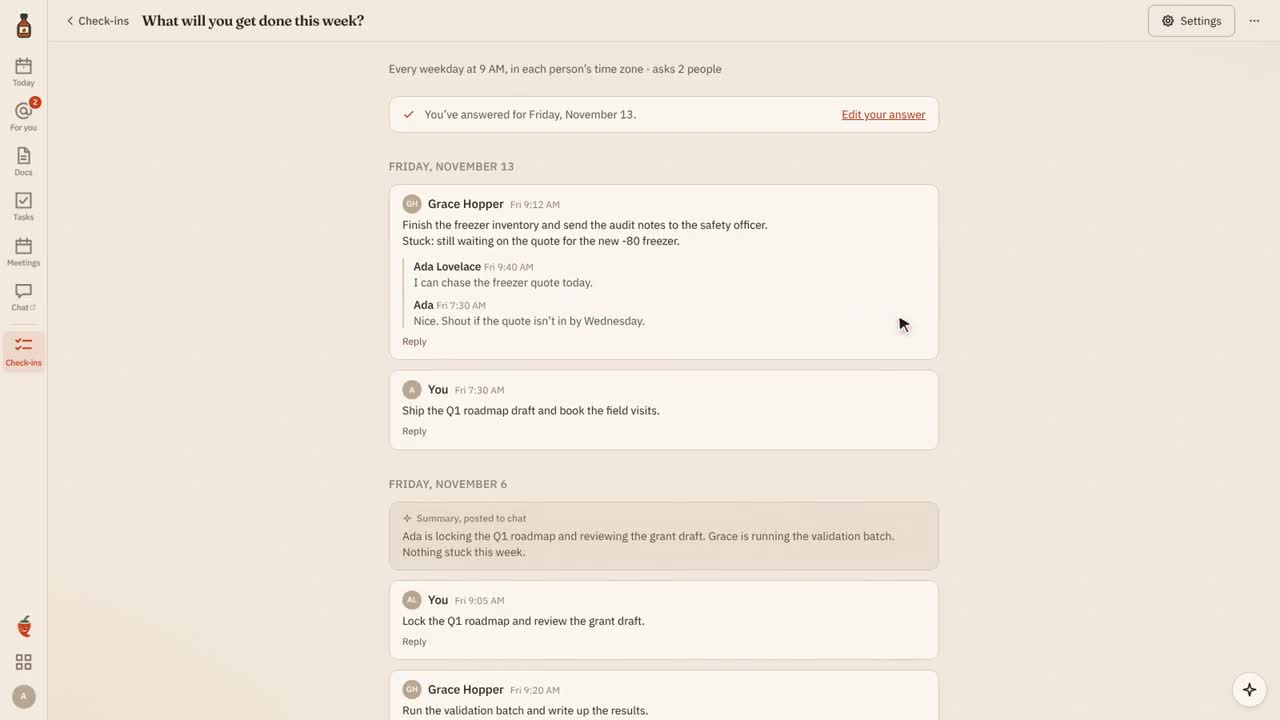 Check-ins
What will you get done this week?
Settings
Today
2
For you
Docs
Tasks
Meetings
Chat
Check-ins
A
Every weekday at 9 AM, in each person's time zone · asks 2 people
You've answered for Friday, November 13.
Edit your answer
FRIDAY, NOVEMBER 13
GH Grace Hopper Fri 9:12 AM
Finish the freezer inventory and send the audit notes to the safety officer.
Stuck: still waiting on the quote for the new -80 freezer.
Ada Lovelace Fri 9:40 AM
I can chase the freezer quote today.
Ada Fri 7:30 AM
Nice. Shout if the quote isn't in by Wednesday.
Reply
A You Fri 7:30 AM
Ship the Q1 roadmap draft and book the field visits.
Reply
FRIDAY, NOVEMBER 6
Summary, posted to chat
Ada is locking the Q1 roadmap and reviewing the grant draft. Grace is running the validation batch.
Nothing stuck this week.
AL You Fri 9:05 AM
Lock the Q1 roadmap and review the grant draft.
Reply
GH Grace Hopper Fri 9:20 AM
Run the validation batch and write up the results.